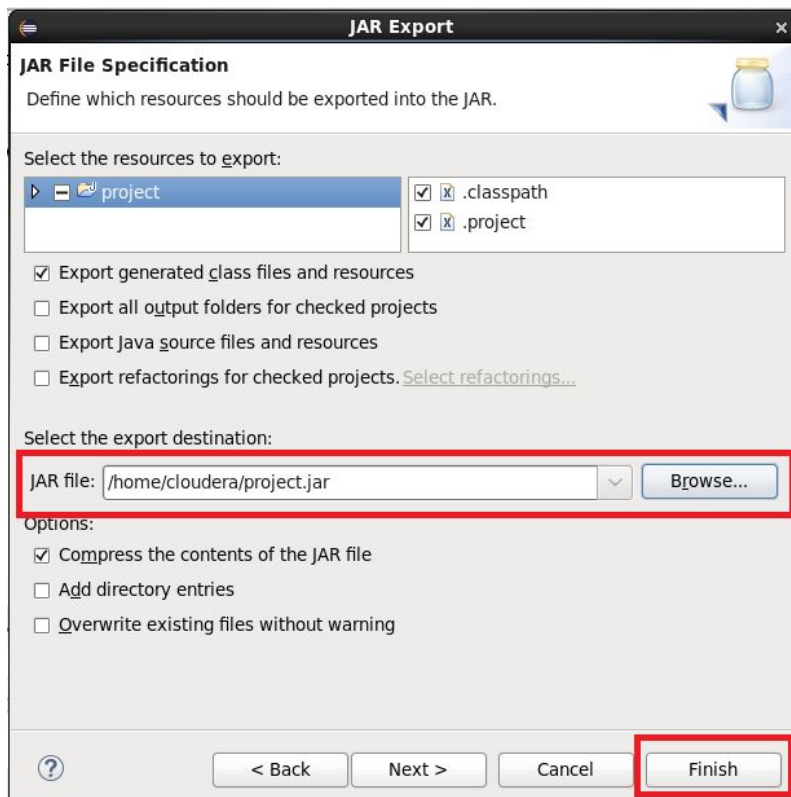 JAR Export
JAR File Specification
Define which resources should be exported into the JAR.
Select the resources to export:
project
.classpath
.project
Export generated class files and resources
Export all output folders for checked projects
Export Java source files and resources
Export refactorings for checked projects. Select refactorings...
Select the export destination:
JAR file: /home/cloudera/project.jar Browse...
Options:
Compress the contents of the JAR file
Add directory entries
Overwrite existing files without warning
? < Back Next > Cancel Finish